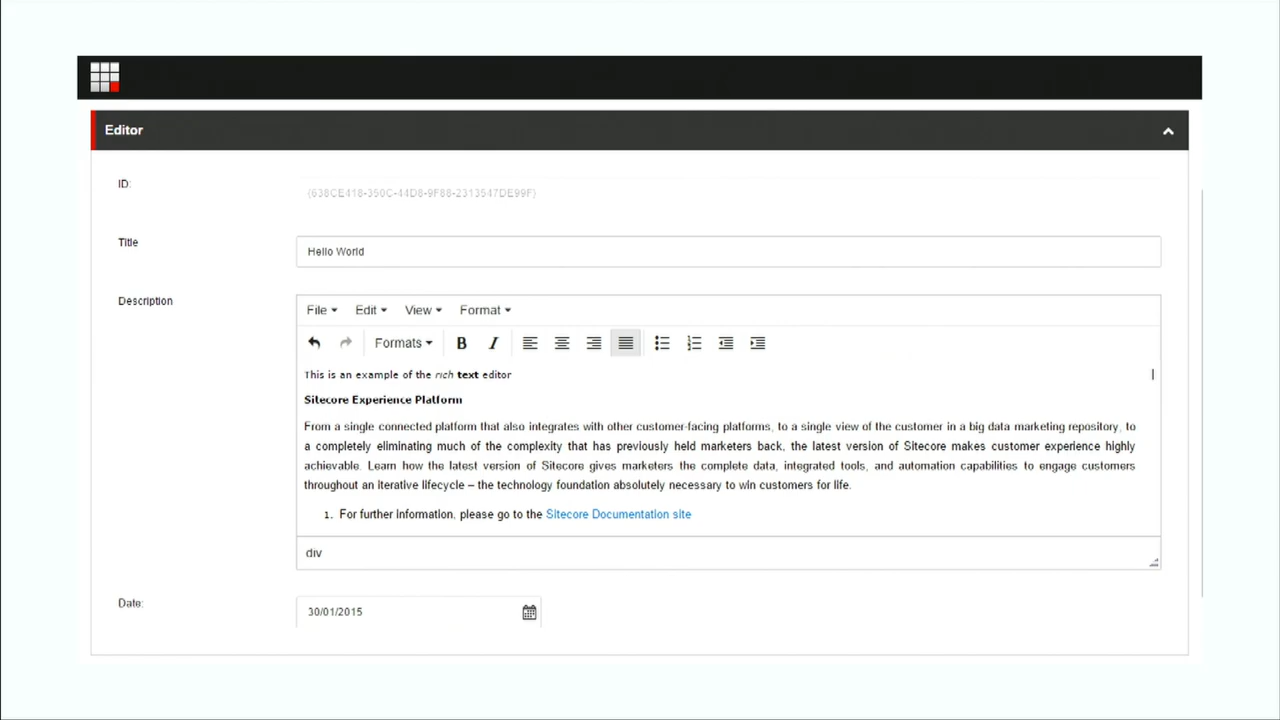 Editor
ID:
{638CE418-350C-44D8-9F88-2313547DE99F}
Title
Hello World
Description
File Edit View Format
Formats B I
This is an example of the rich text editor
Sitecore Experience Platform
From a single connected platform that also integrates with other customer-facing platforms, to a single view of the customer in a big data marketing repository, to
a completely eliminating much of the complexity that has previously held marketers back, the latest version of Sitecore makes customer experience highly
achievable. Learn how the latest version of Sitecore gives marketers the complete data, integrated tools, and automation capabilities to engage customers
throughout an iterative lifecycle – the technology foundation absolutely necessary to win customers for life.
1. For further information, please go to the Sitecore Documentation site
div
Date:
30/01/2015